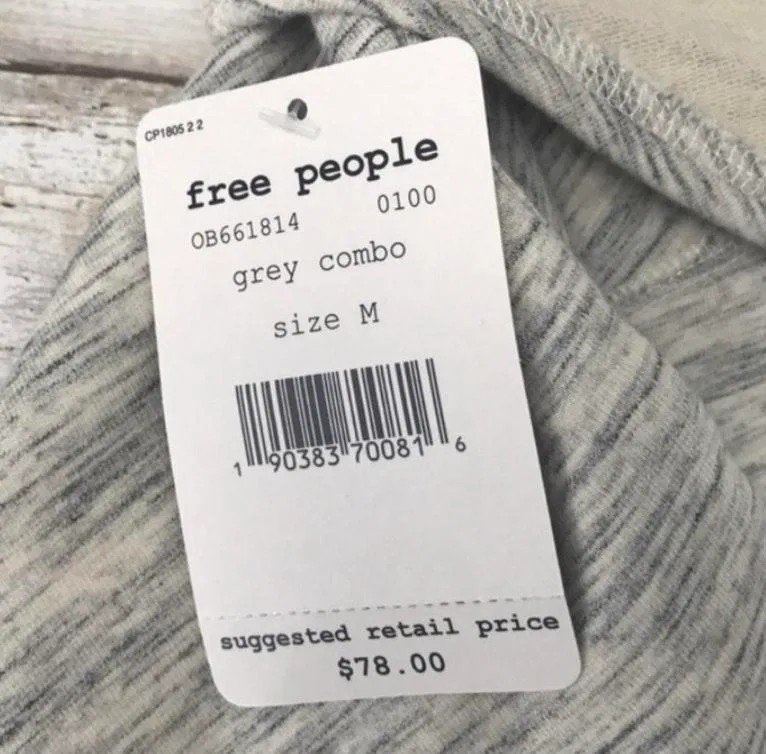 CP1805 2 2
free people
OB661814 0100
grey combo
size M
1 90383 70081 6
suggested retail price
$78.00